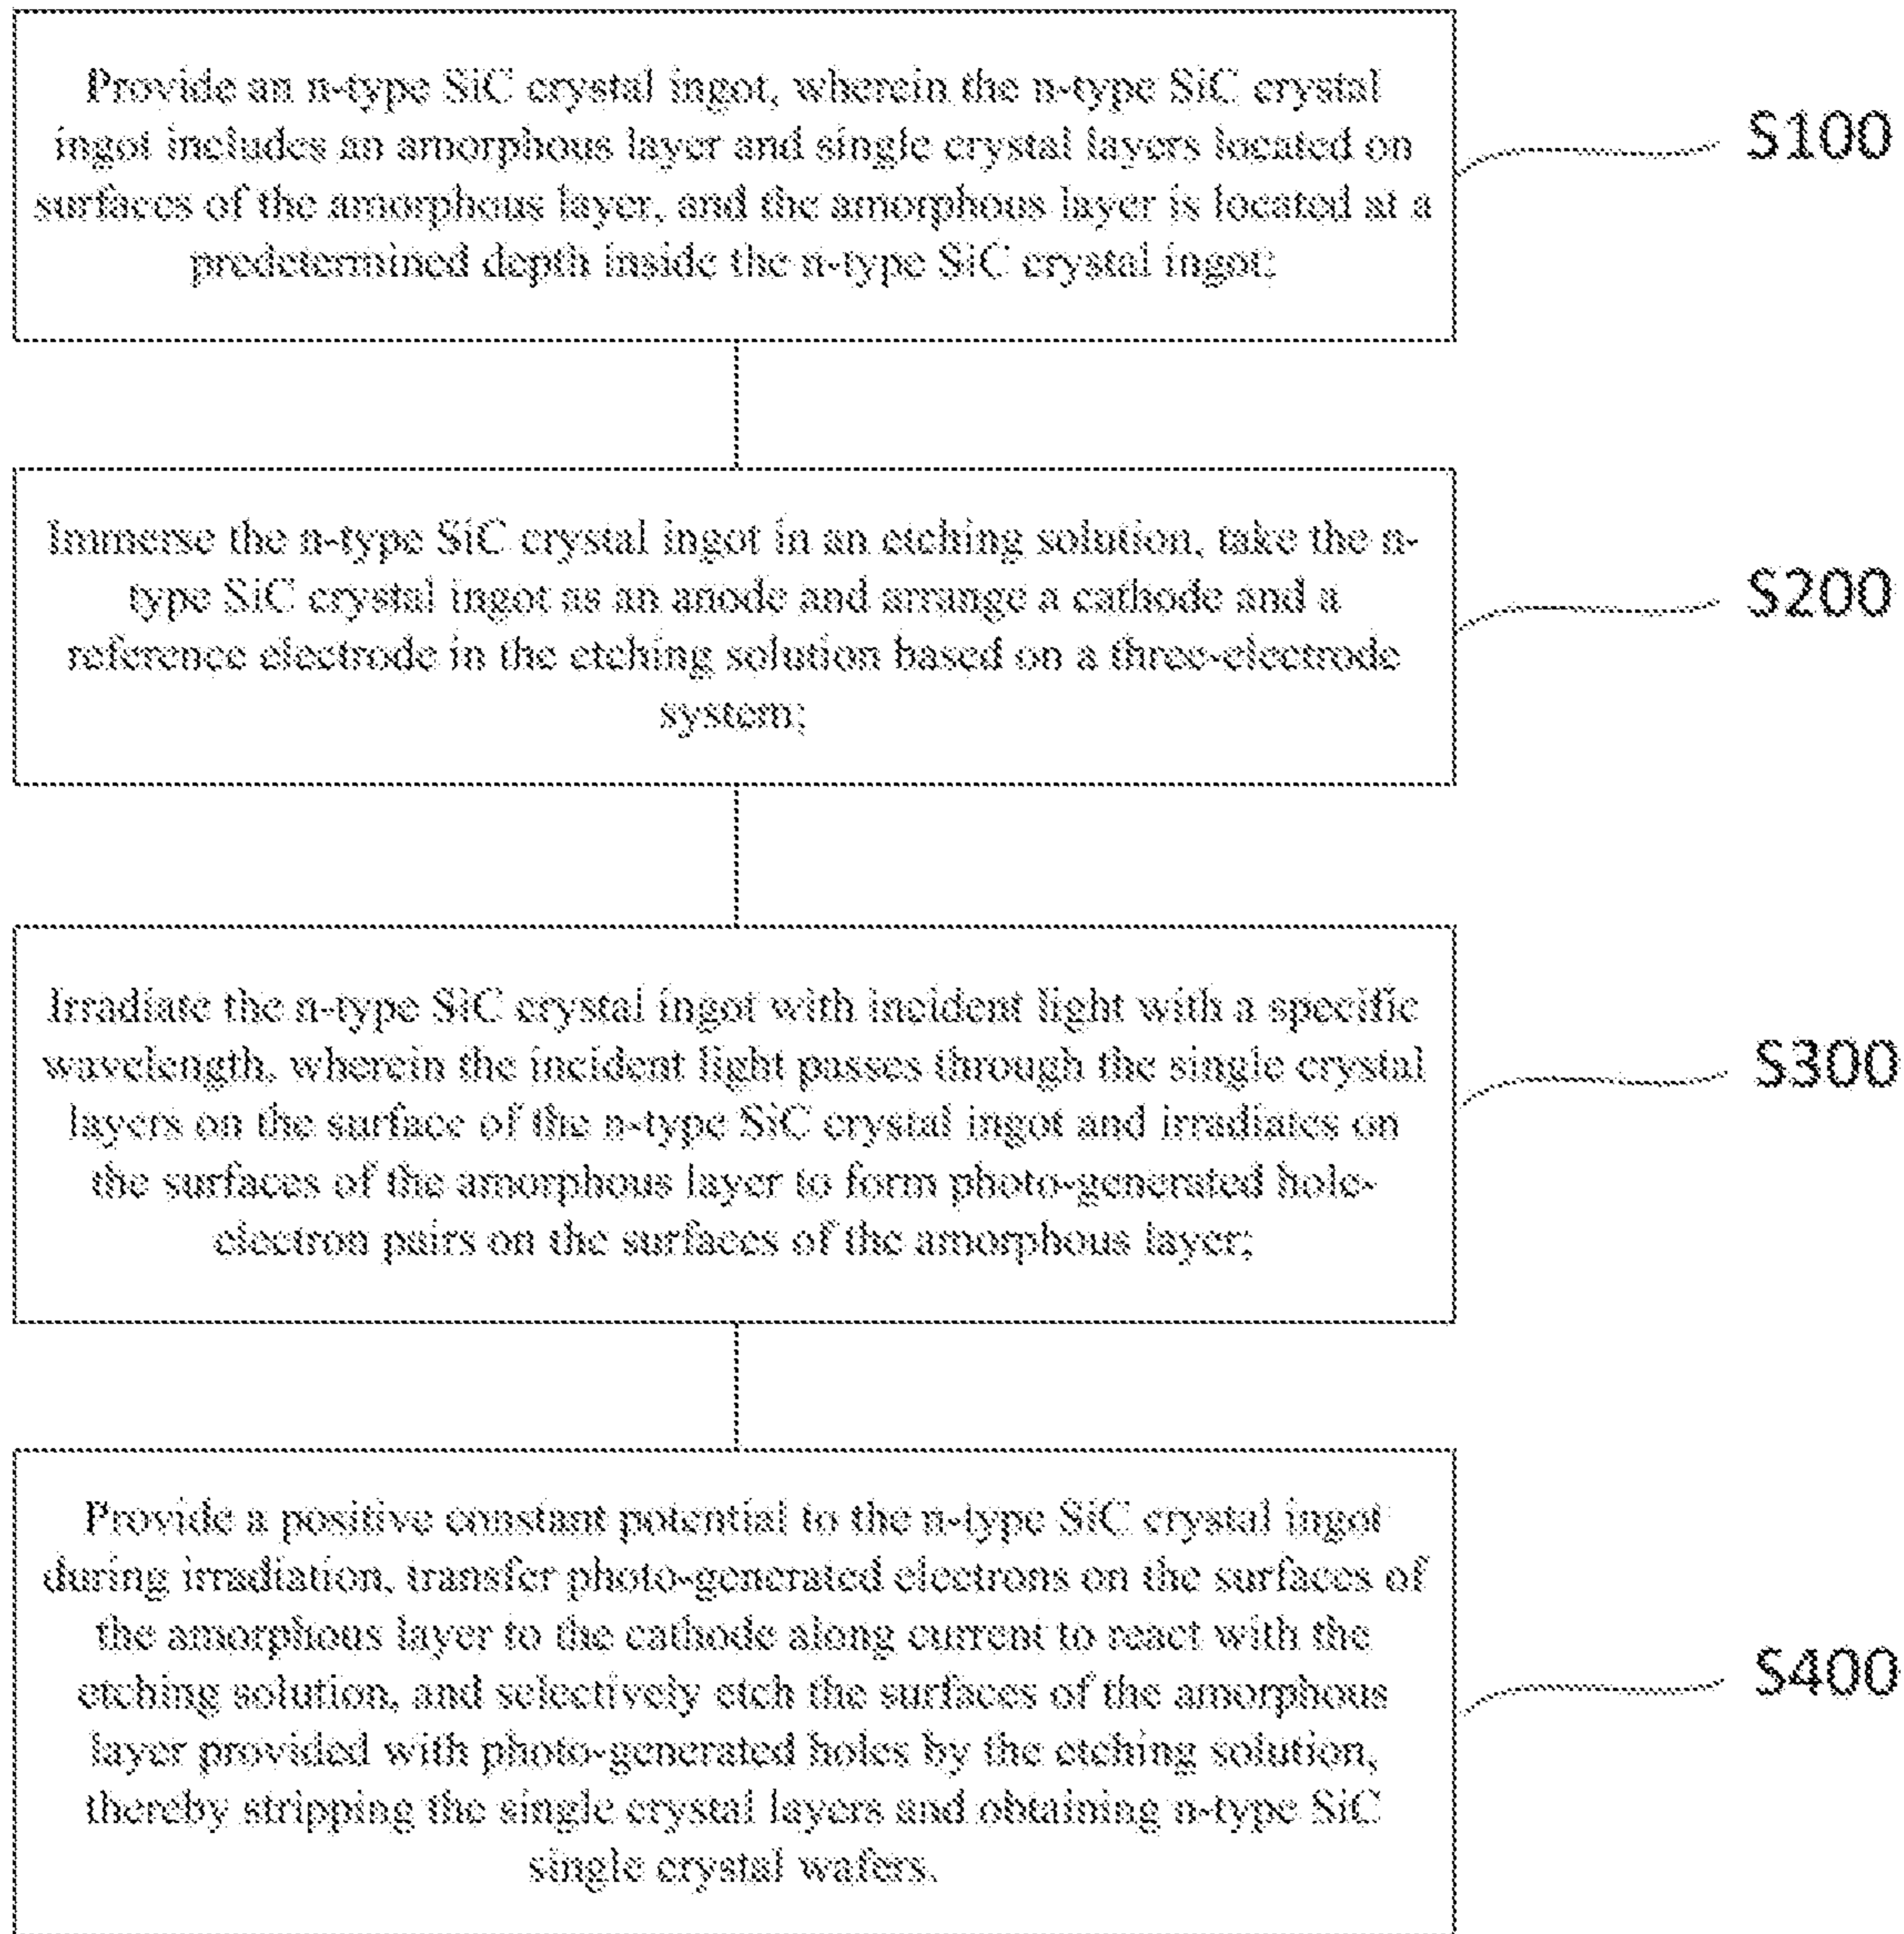 Provide an n-type SiC crystal ingot, wherein the n-type SiC crystal
ingot includes an amorphous layer and single crystal layers located on
surfaces of the amorphous layer, and the amorphous layer is located at a
predetermined depth inside the n-type SiC crystal ingot;
S100
Immerse the n-type SiC crystal ingot in an etching solution, take the n-
type SiC crystal ingot as an anode and arrange a cathode and a
reference electrode in the etching solution based on a three-electrode
system;
S200
Irradiate the n-type SiC crystal ingot with incident light with a specific
wavelength, wherein the incident light passes through the single crystal
layers on the surface of the n-type SiC crystal ingot and irradiates on
the surfaces of the amorphous layer to form photo-generated hole-
electron pairs on the surfaces of the amorphous layer;
S300
Provide a positive constant potential to the n-type SiC crystal ingot
during irradiation, transfer photo-generated electrons on the surfaces of
the amorphous layer to the cathode along current to react with the
etching solution, and selectively etch the surfaces of the amorphous
layer provided with photo-generated holes by the etching solution,
thereby stripping the single crystal layers and obtaining n-type SiC
single crystal wafers.
S400